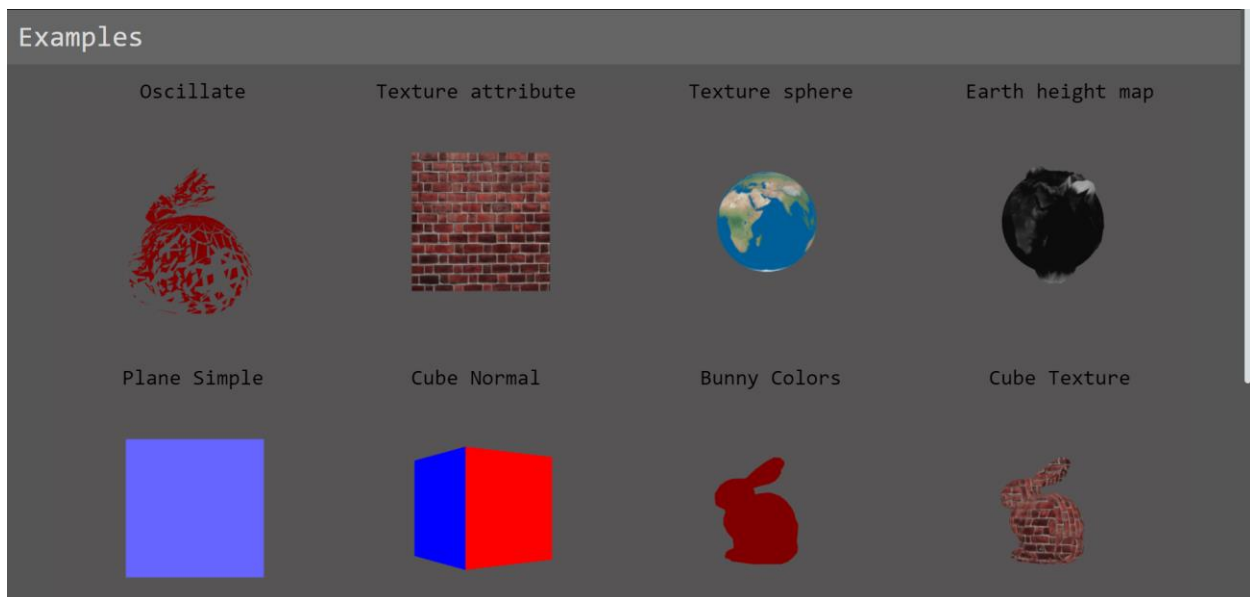 Examples
Oscillate
Texture attribute
Texture sphere
Earth height map
Plane Simple
Cube Normal
Bunny Colors
Cube Texture